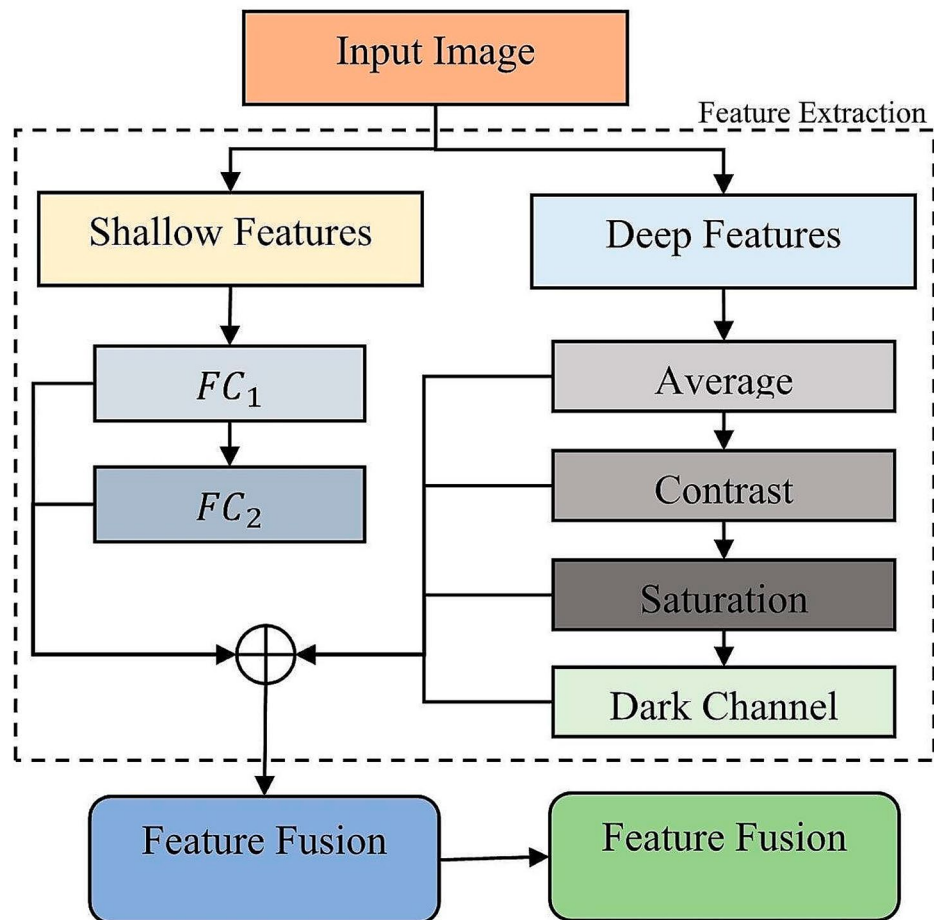 Input Image
Feature Extraction
Shallow Features
Deep Features
FC₁
Average
FC₂
Contrast
Saturation
Dark Channel
Feature Fusion
Feature Fusion